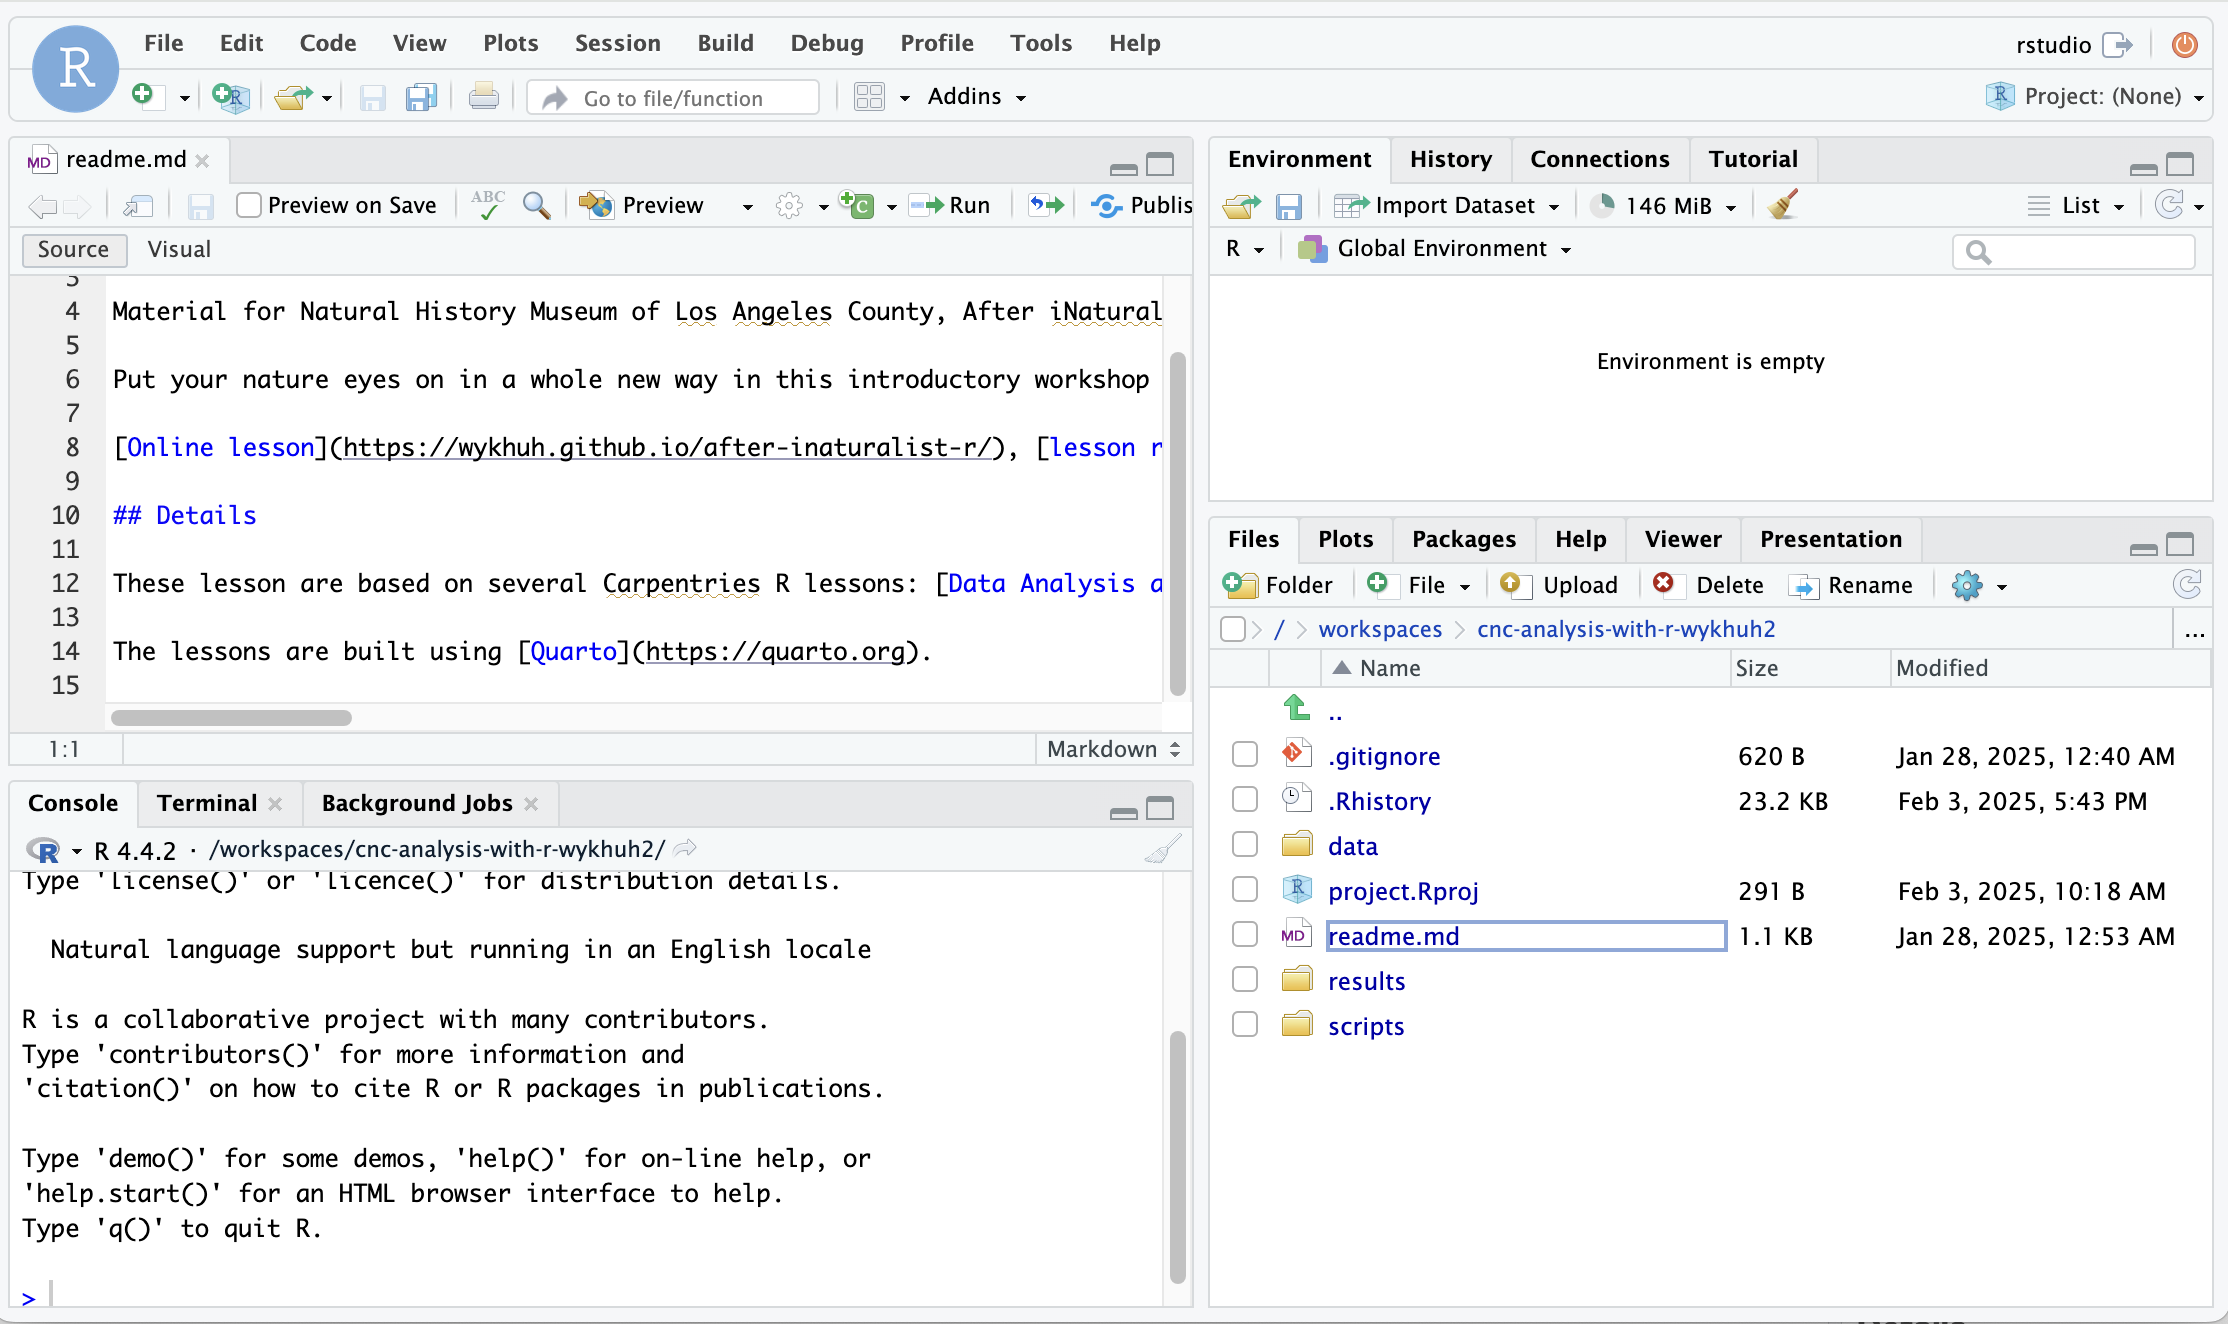 R
File Edit Code View Plots Session Build Debug Profile Tools Help
rstudio
Go to file/function
Addins
Project: (None)
MD readme.md
Preview on Save
ABC
Preview
Run
Publis
Source Visual
3
4 Material for Natural History Museum of Los Angeles County, After iNatural
5
6 Put your nature eyes on in a whole new way in this introductory workshop
7
8 [Online lesson](https://wykhuh.github.io/after-inaturalist-r/), [lesson r
9
10 ## Details
11
12 These lesson are based on several Carpentries R lessons: [Data Analysis a
13
14 The lessons are built using [Quarto](https://quarto.org).
15
1:1
Markdown
Console Terminal Background Jobs
R 4.4.2 · /workspaces/cnc-analysis-with-r-wykhuh2/
Type 'license()' or 'licence()' for distribution details.
Natural language support but running in an English locale
R is a collaborative project with many contributors.
Type 'contributors()' for more information and
'citation()' on how to cite R or R packages in publications.
Type 'demo()' for some demos, 'help()' for on-line help, or
'help.start()' for an HTML browser interface to help.
Type 'q()' to quit R.
>
Environment History Connections Tutorial
Import Dataset 146 MiB List
R Global Environment
Environment is empty
Files Plots Packages Help Viewer Presentation
Folder File Upload Delete Rename
/ workspaces cnc-analysis-with-r-wykhuh2 ...
Name Size Modified
..
.gitignore 620 B Jan 28, 2025, 12:40 AM
.Rhistory 23.2 KB Feb 3, 2025, 5:43 PM
data
project.Rproj 291 B Feb 3, 2025, 10:18 AM
MD readme.md 1.1 KB Jan 28, 2025, 12:53 AM
results
scripts